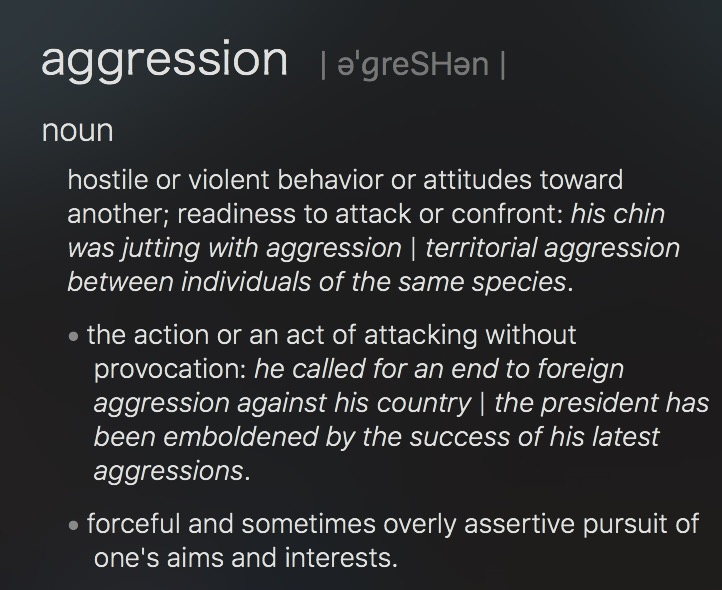 aggression | əˈɡreSHən |
noun
hostile or violent behavior or attitudes toward
another; readiness to attack or confront: his chin
was jutting with aggression | territorial aggression
between individuals of the same species.
• the action or an act of attacking without
provocation: he called for an end to foreign
aggression against his country | the president has
been emboldened by the success of his latest
aggressions.
• forceful and sometimes overly assertive pursuit of
one's aims and interests.